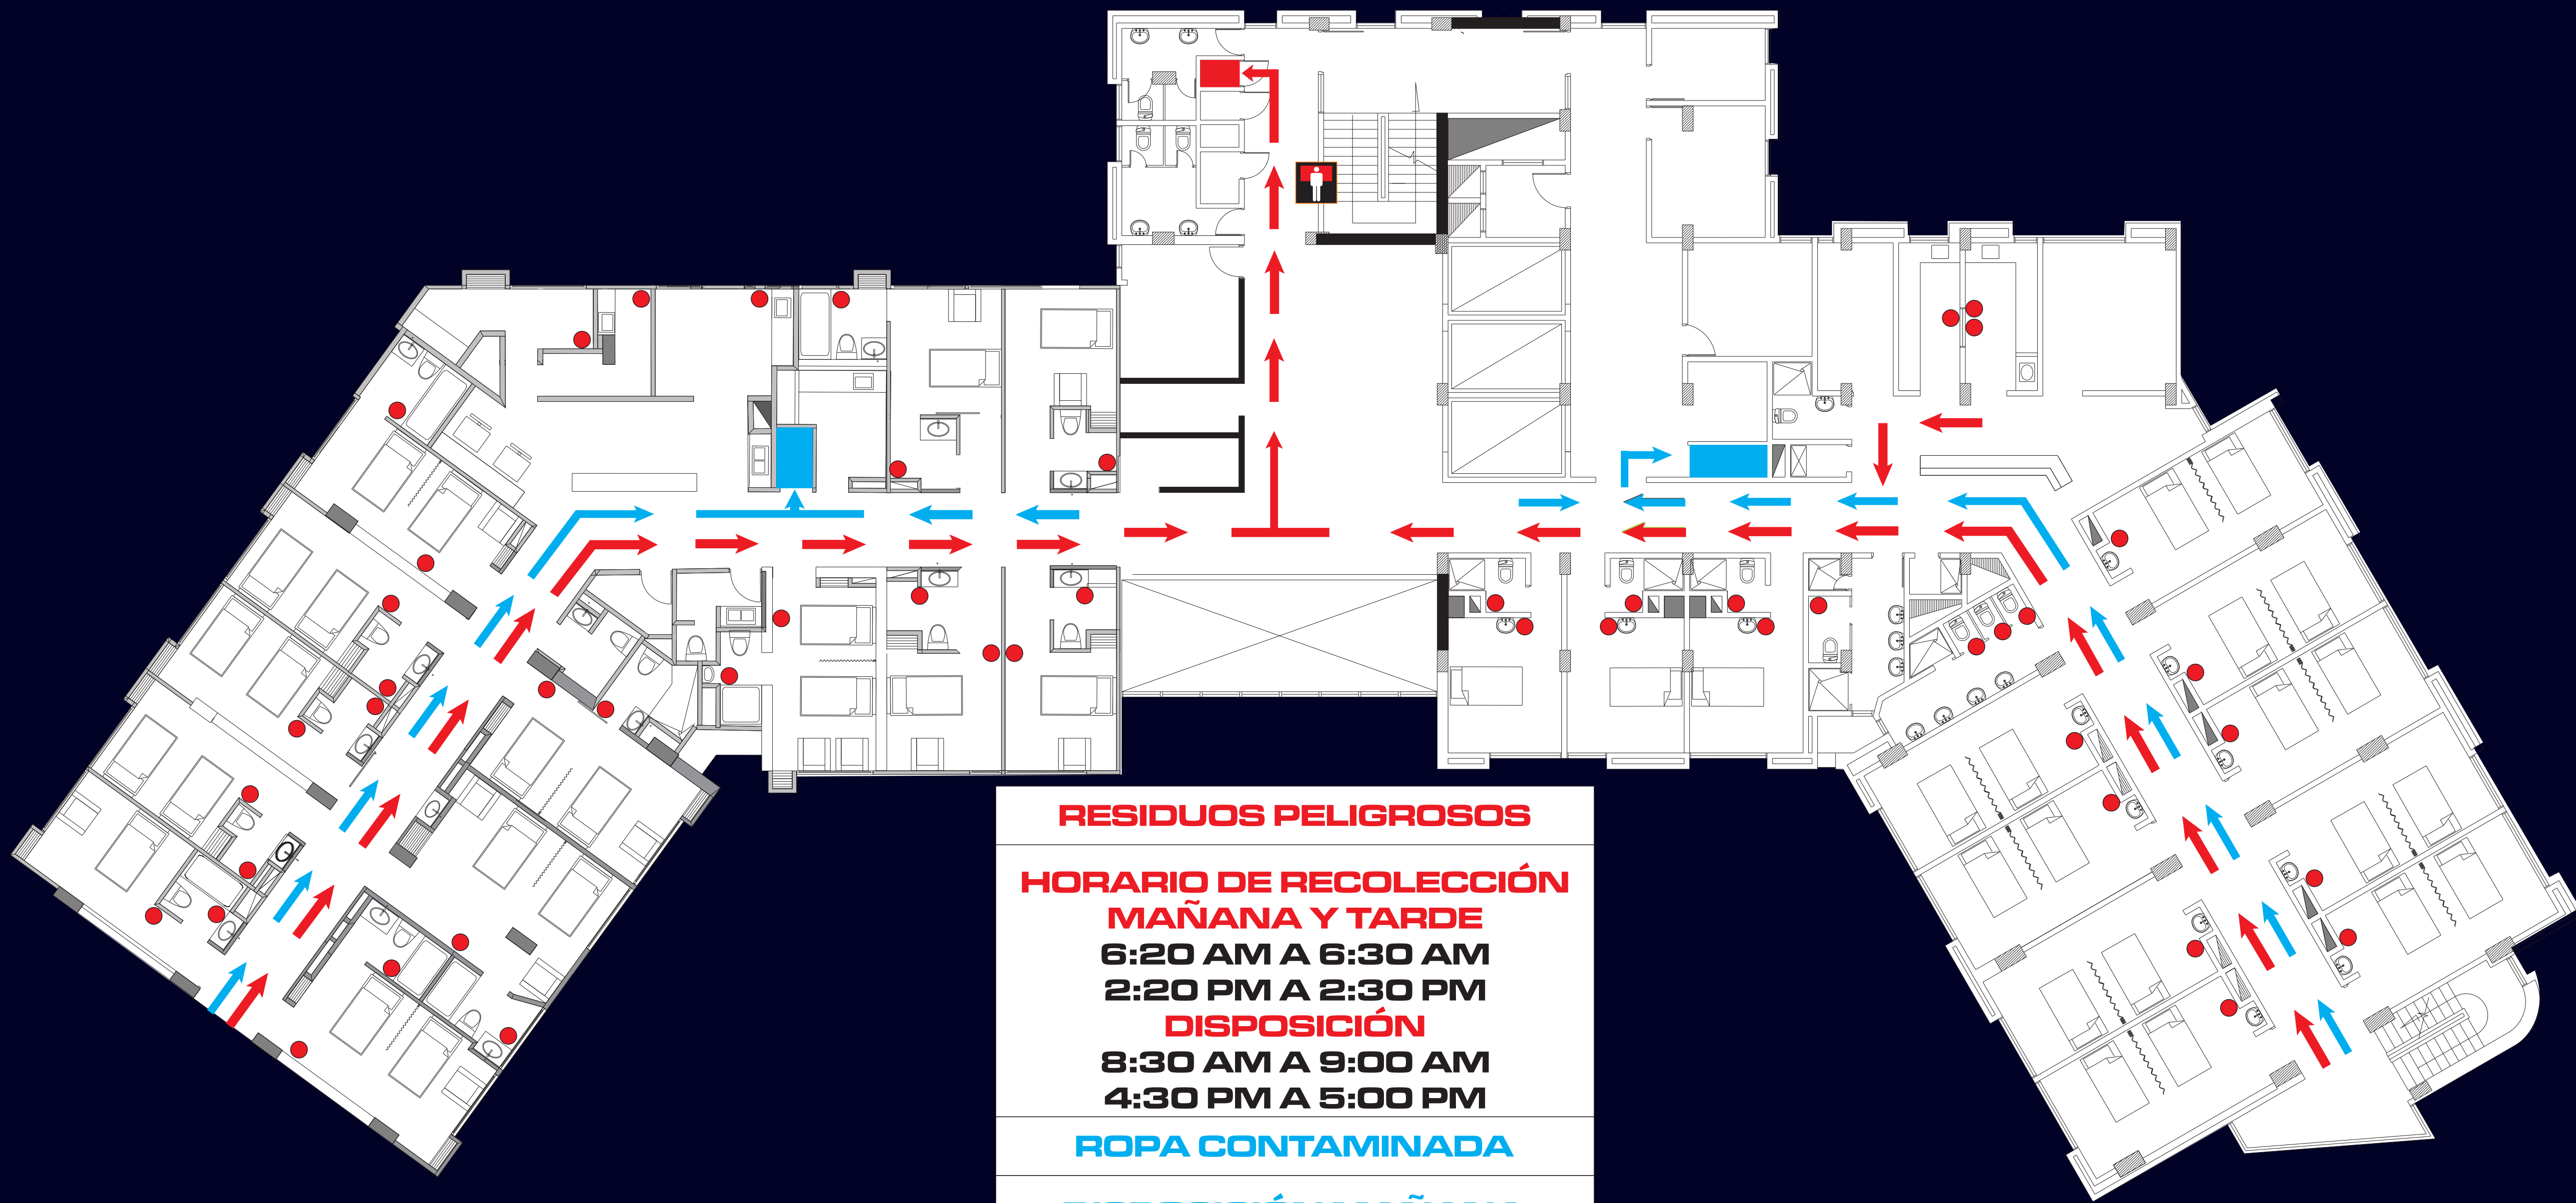 RESIDUOS PELIGROSOS
HORARIO DE RECOLECCIÓN
MAÑANA Y TARDE
6:20 AM A 6:30 AM
2:20 PM A 2:30 PM
DISPOSICIÓN
8:30 AM A 9:00 AM
4:30 PM A 5:00 PM
ROPA CONTAMINADA